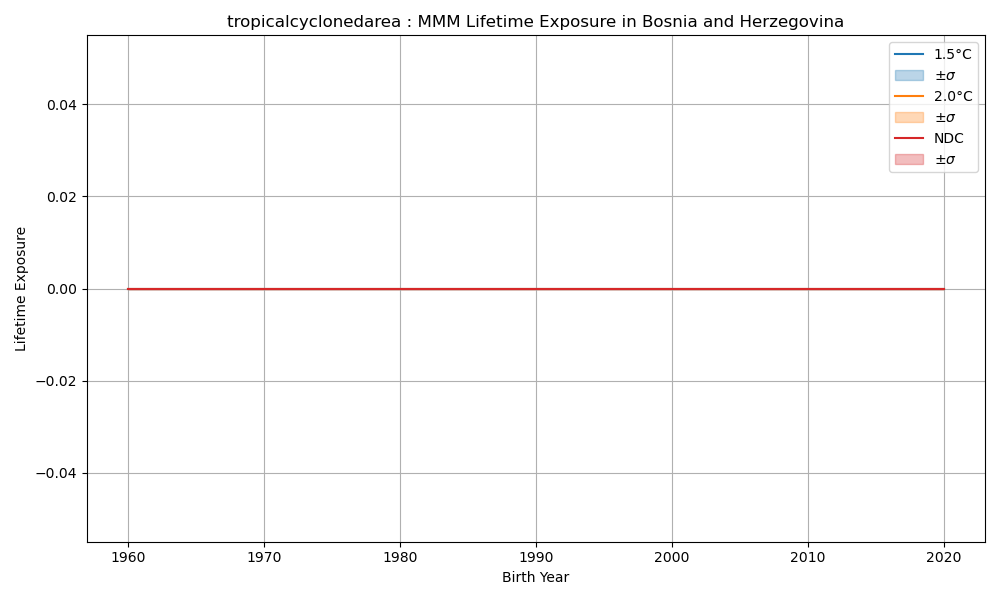 tropicalcyclonedarea : MMM Lifetime Exposure in Bosnia and Herzegovina
1.5°C
±σ
2.0°C
±σ
NDC
±σ
0.04
0.02
0.00
−0.02
−0.04
Lifetime Exposure
1960 1970 1980 1990 2000 2010 2020
Birth Year